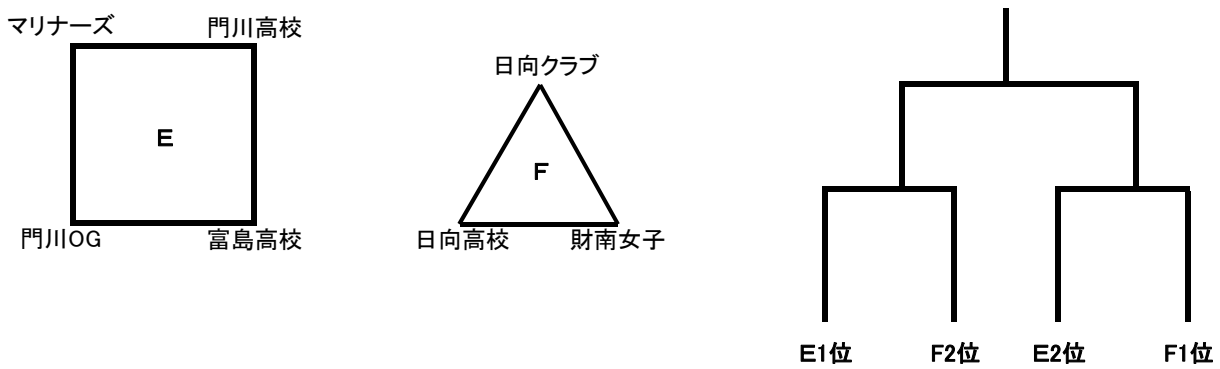 マリナーズ 門川高校
E
門川OG 富島高校
日向クラブ
F
日向高校 財南女子
E1位 F2位 E2位 F1位